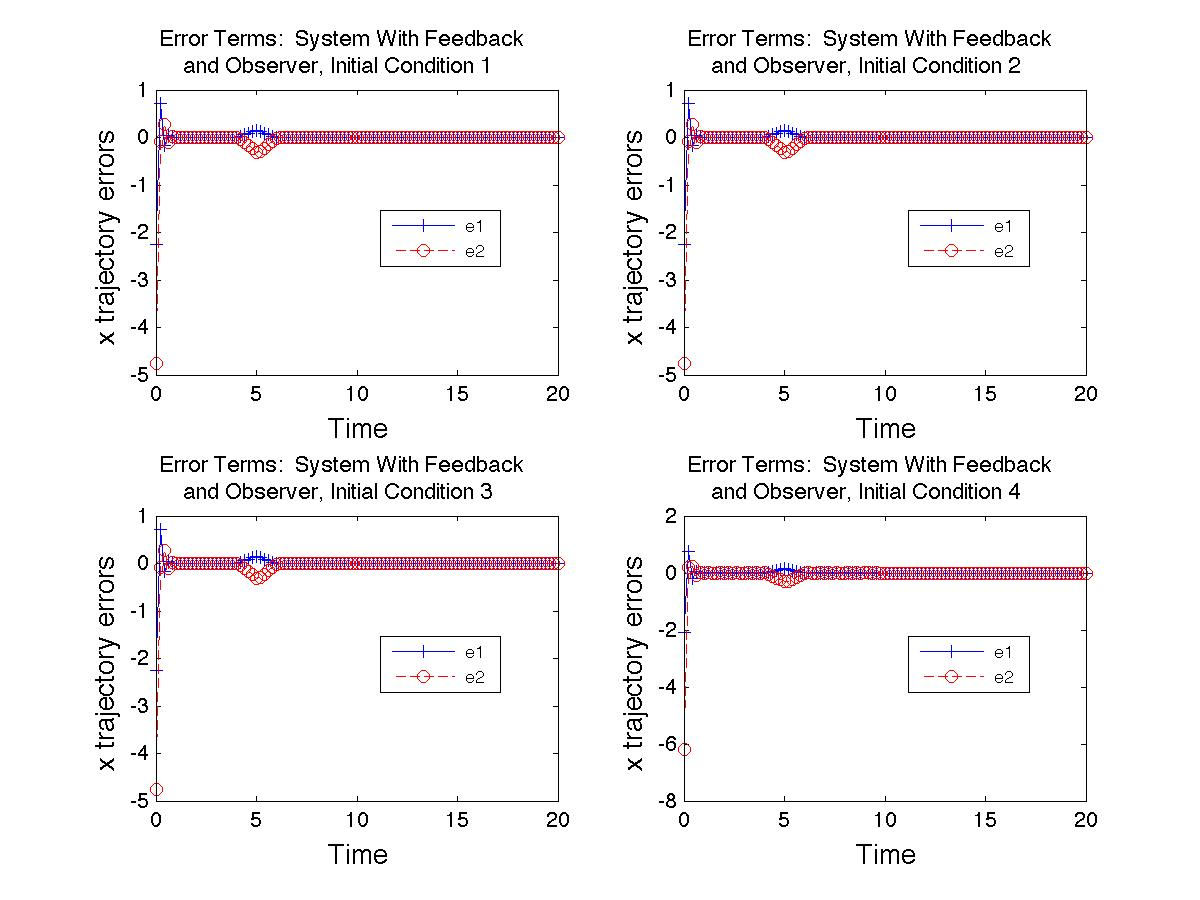 Error Terms:  System With Feedback
and Observer, Initial Condition 1
1
0
-1
-2
-3
-4
-5
x trajectory errors
e1
e2
0 5 10 15 20
Time
Error Terms:  System With Feedback
and Observer, Initial Condition 2
1
0
-1
-2
-3
-4
-5
x trajectory errors
e1
e2
0 5 10 15 20
Time
Error Terms:  System With Feedback
and Observer, Initial Condition 3
1
0
-1
-2
-3
-4
-5
x trajectory errors
e1
e2
0 5 10 15 20
Time
Error Terms:  System With Feedback
and Observer, Initial Condition 4
2
0
-2
-4
-6
-8
x trajectory errors
e1
e2
0 5 10 15 20
Time